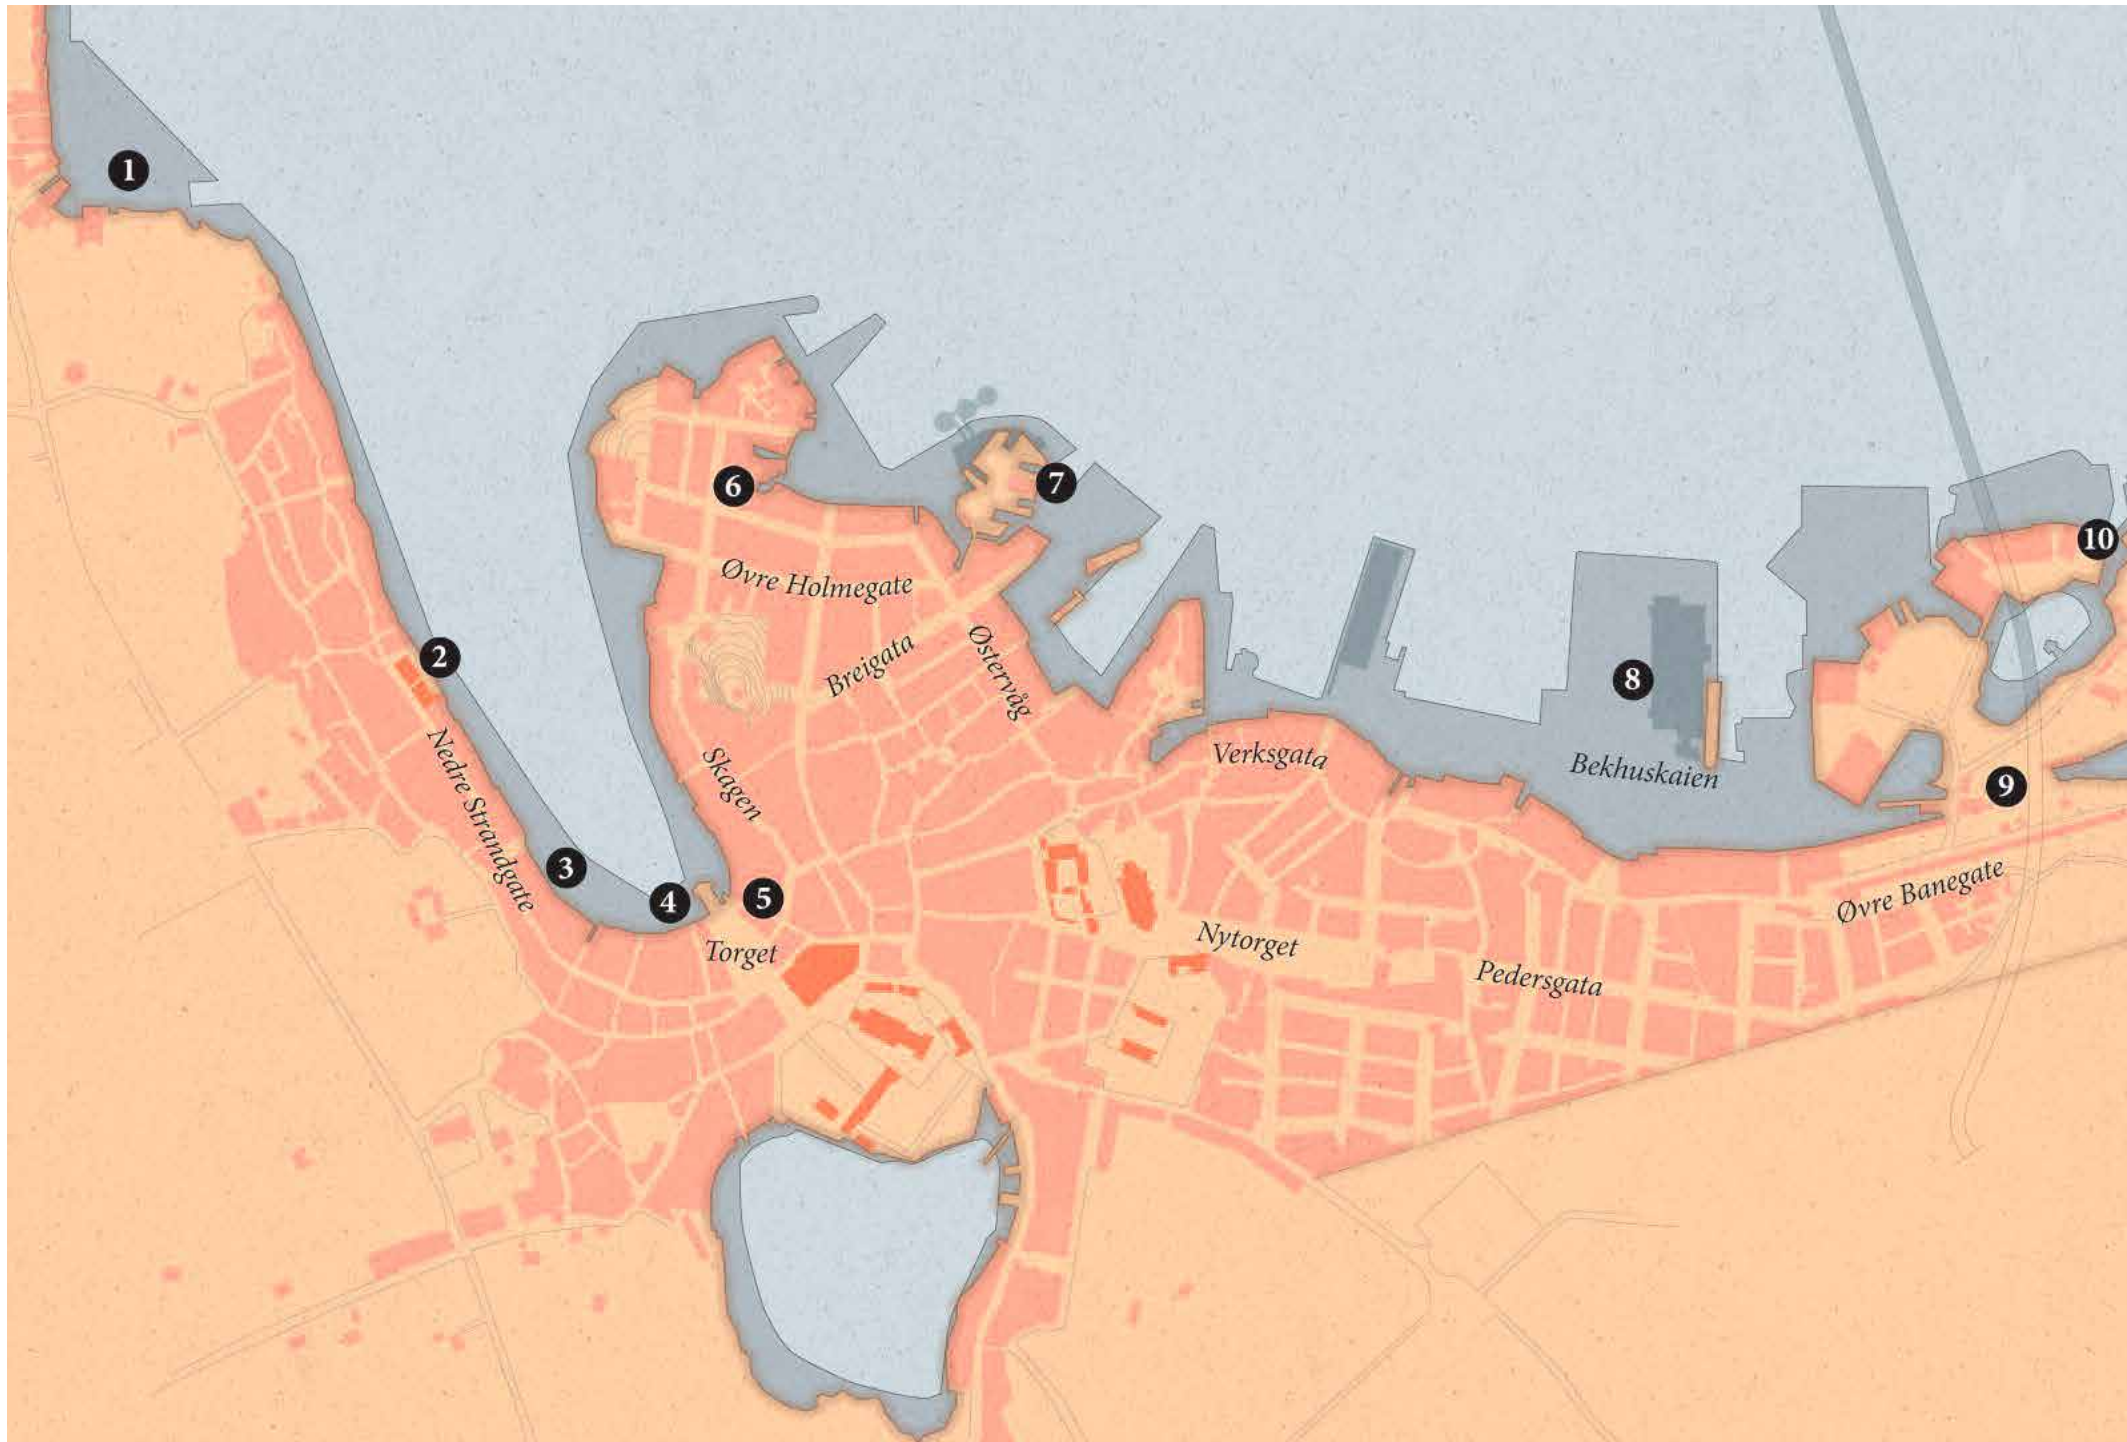 1
6
7
10
Øvre Holmegate
2
Breigata
Østervåg
8
Nedre Strandgate
Skagen
Verksgata
Bekhuskaien
9
3
4
5
Øvre Banegate
Torget
Nytorget
Pedersgata